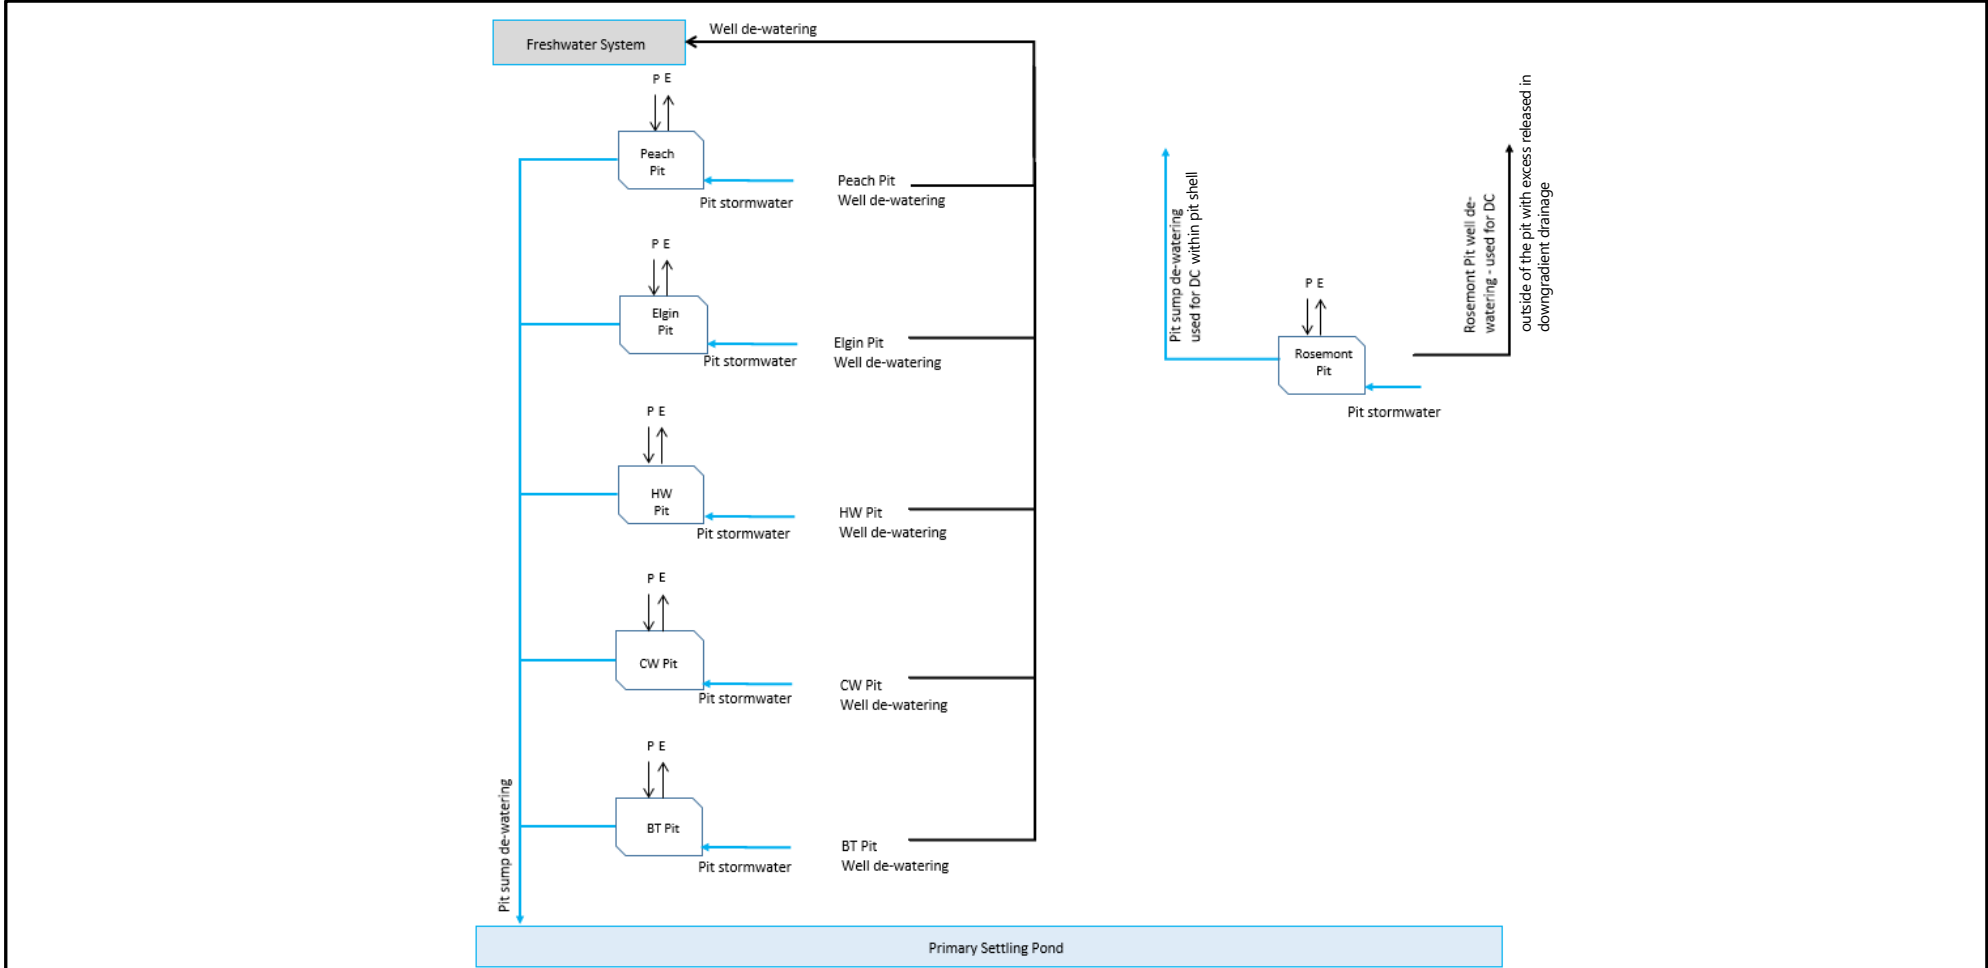 Well de-watering
Freshwater System
P E
Peach
Pit
Pit stormwater
Peach Pit
Well de-watering
P E
Elgin
Pit
Pit stormwater
Elgin Pit
Well de-watering
P E
HW
Pit
Pit stormwater
HW Pit
Well de-watering
P E
CW Pit
Pit stormwater
CW Pit
Well de-watering
P E
BT Pit
Pit stormwater
BT Pit
Well de-watering
Pit sump de-watering
Primary Settling Pond
Pit sump de-watering
used for DC within pit shell
P E
Rosemont
Pit
Pit stormwater
Rosemont Pit well de-
watering - used for DC
outside of the pit with excess released in
downgradient drainage